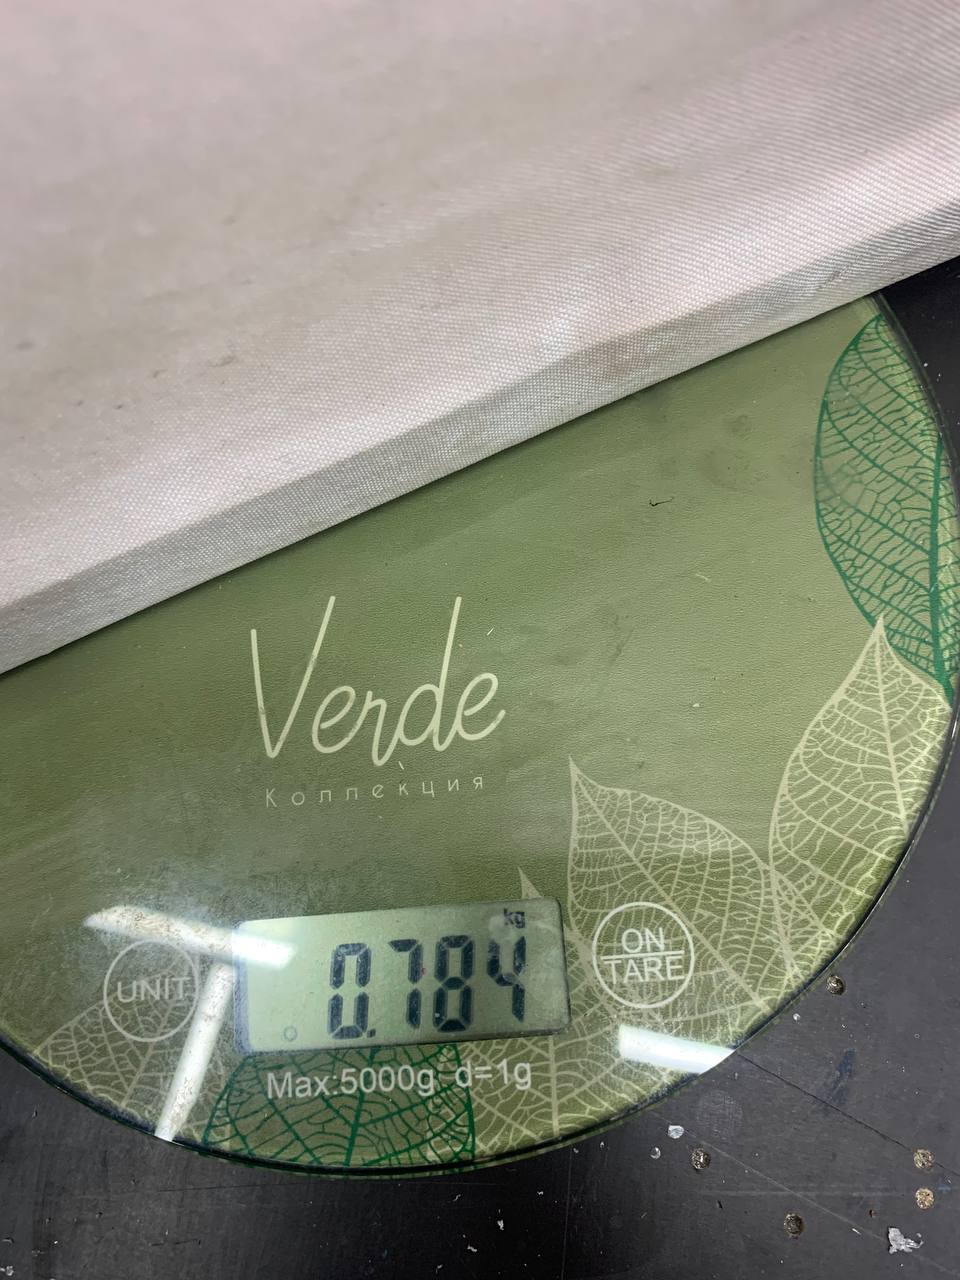 Verde
Коллекция
kg
UNIT
0.784
ON
TARE
Max:5000g d=1g